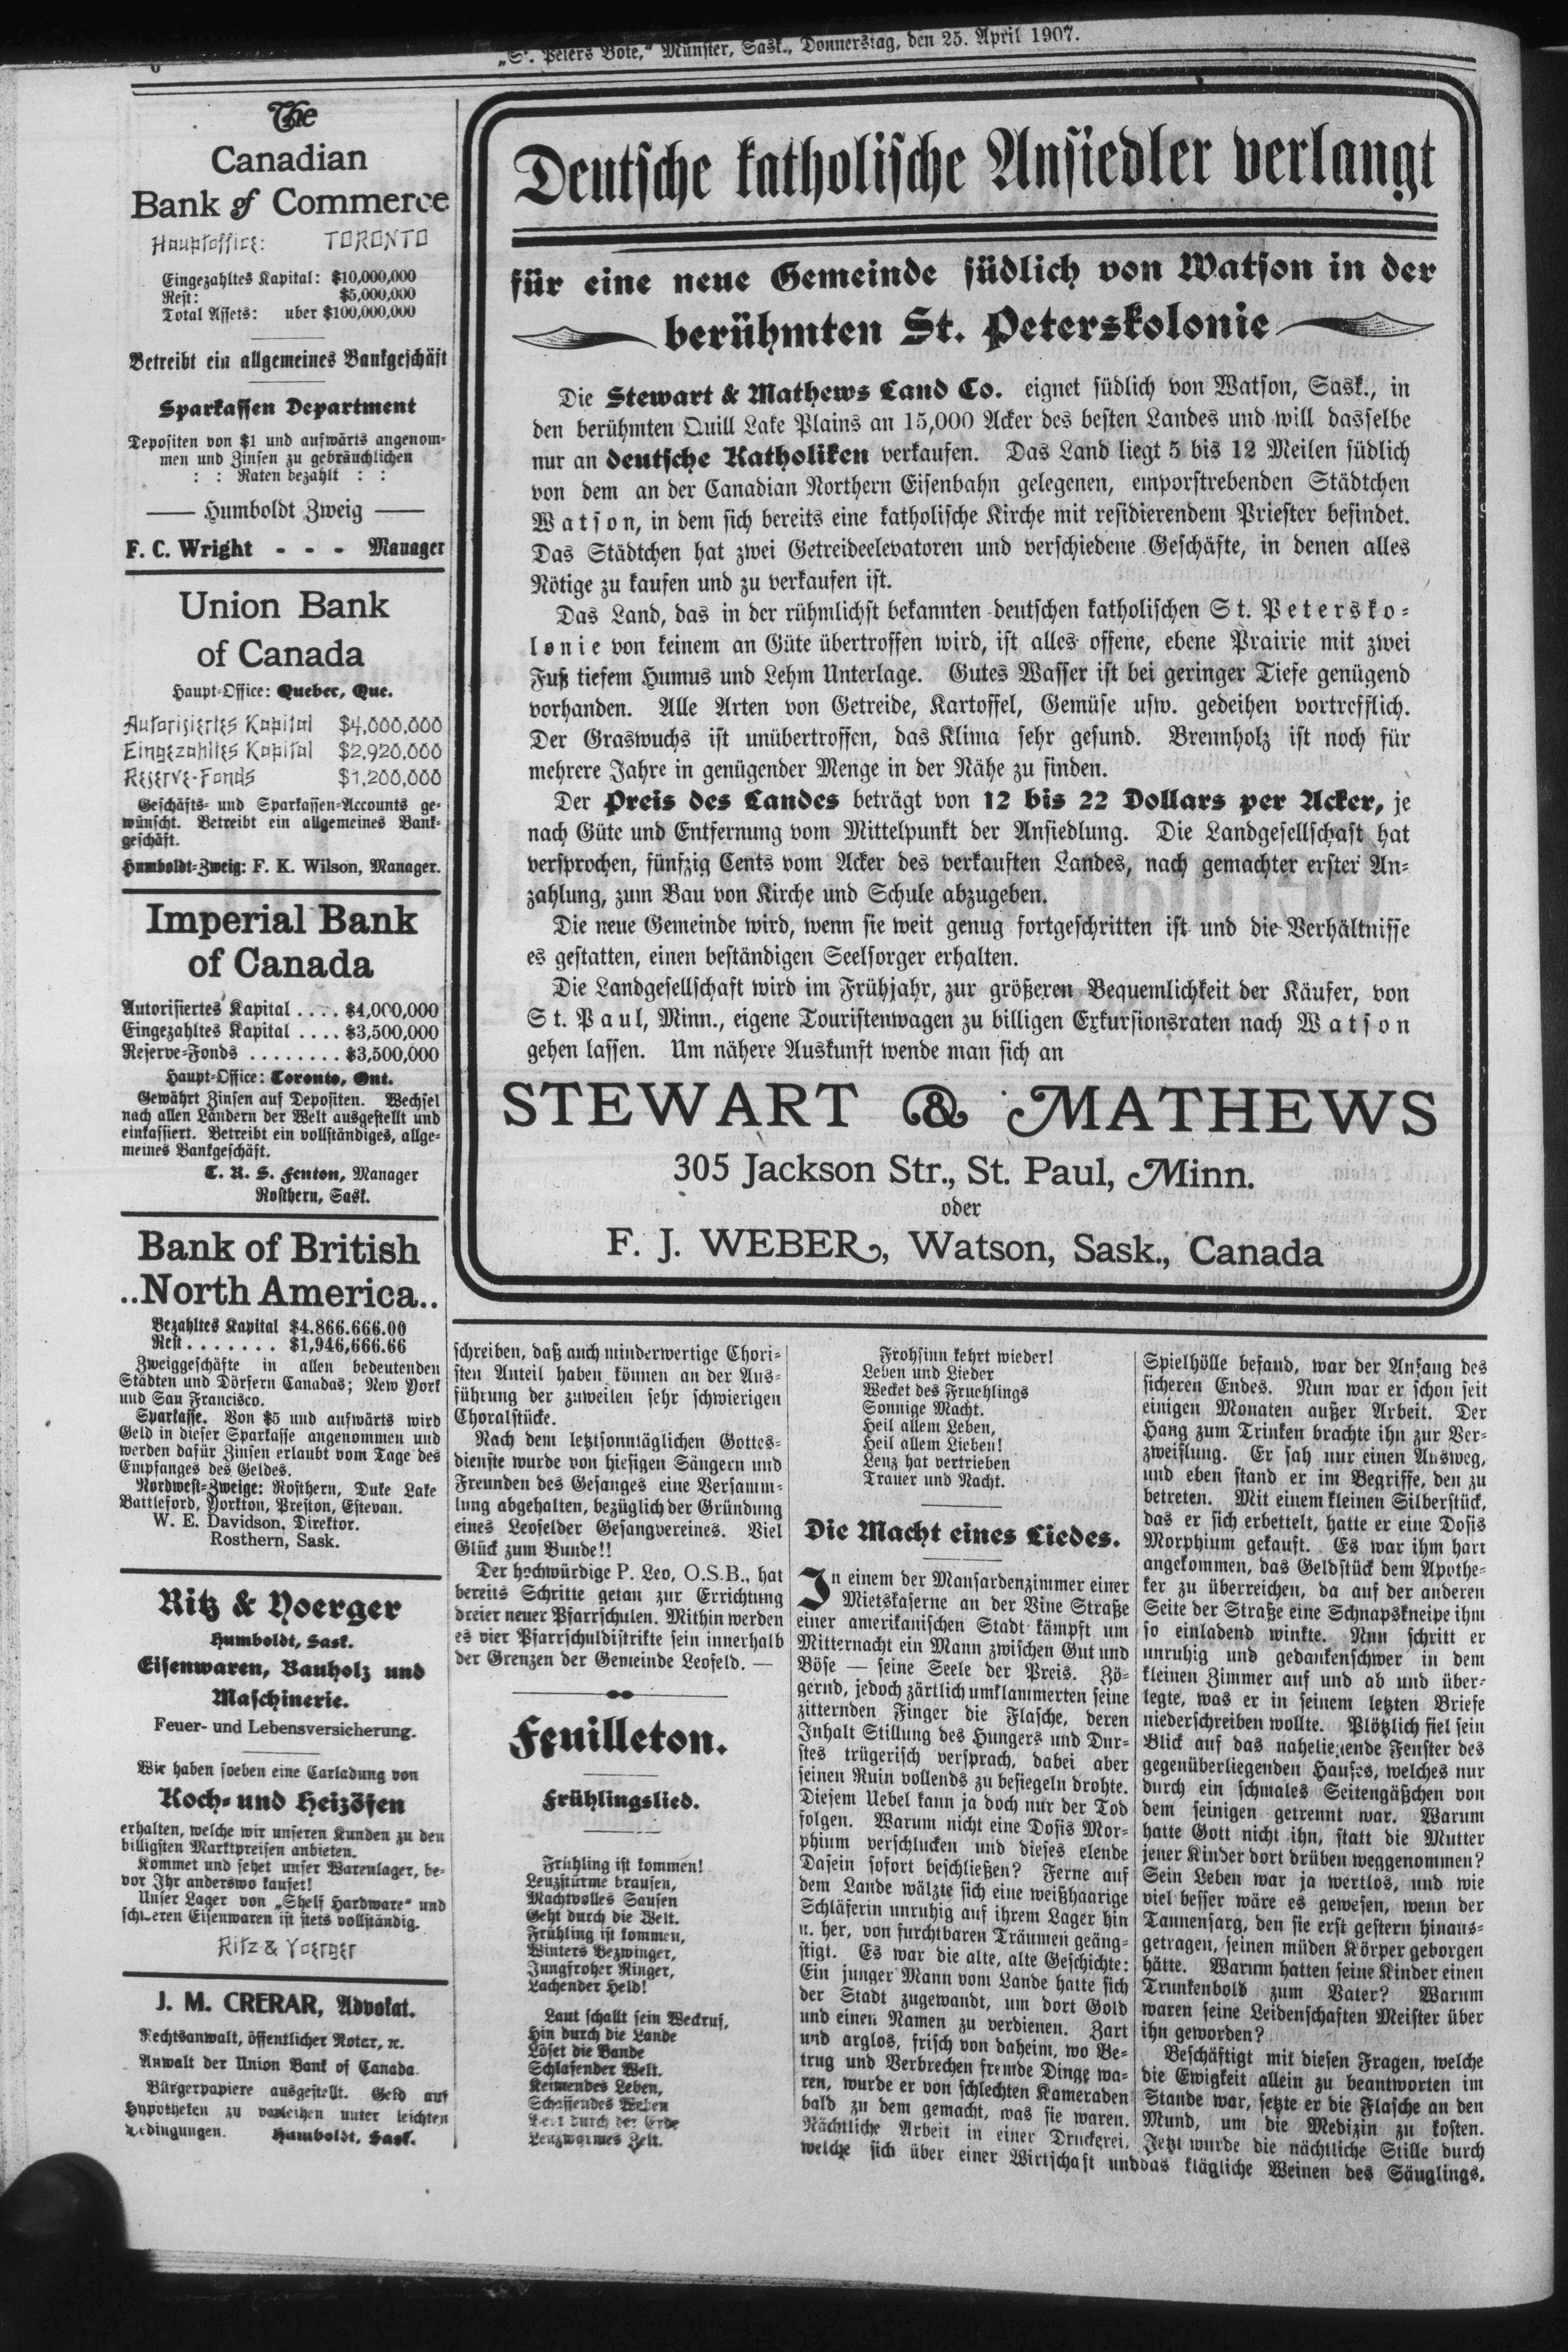 6
„St. Peters Bote,“ Münster, Sask., Donnerstag, den 25. April 1907.
The
Canadian
Bank of Commerce
Hauptoffice: TORONTO
Eingezahltes Kapital: $10,000,000
Rest: $5,000,000
Total Assets: uber $100,000,000
Betreibt ein allgemeines Bankgeschäft
Sparkassen Department
Depositen von $1 und aufwärts angenom-
men und Zinsen zu gebräuchlichen
: : Raten bezahlt : :
Humboldt Zweig
F. C. Wright - - - Manager
Union Bank
of Canada
Haupt-Office: Quebec, Que.
Autorisiertes Kapital $4,000,000
Eingezahltes Kapital $2,920,000
Reserve-Fonds $1,200,000
Geschäfts- und Sparkassen-Accounts ge-
wünscht. Betreibt ein allgemeines Bank-
geschäft.
Humboldt-Zweig: F. K. Wilson, Manager.
Imperial Bank
of Canada
Autorisiertes Kapital .... $4,000,000
Eingezahltes Kapital .... $3,500,000
Reserve-Fonds ........ $3,500,000
Haupt-Office: Toronto, Ont.
Gewährt Zinsen auf Depositen. Wechsel
nach allen Ländern der Welt ausgestellt und
einkassiert. Betreibt ein vollständiges, allge-
meines Bankgeschäft.
T. R. S. Fenton, Manager
Rosthern, Sask.
Bank of British
..North America..
Bezahltes Kapital $4.866.666.00
Rest....... $1,946,666.66
Zweiggeschäfte in allen bedeutenden
Städten und Dörfern Canadas; New York
und San Francisco.
Sparkasse. Von $5 und aufwärts wird
Geld in dieser Sparkasse angenommen und
werden dafür Zinsen erlaubt vom Tage des
Empfanges des Geldes.
Nordwest-Zweige: Rosthern, Duke Lake
Battleford, Yorkton, Preston, Estevan.
W. E. Davidson, Direktor.
Rosthern, Sask.
Ritz & Yoerger
Humboldt, Sask.
Eisenwaren, Bauholz und
Maschinerie.
Feuer- und Lebensversicherung.
Wir haben soeben eine Carladung von
Koch- und Heizöfen
erhalten, welche wir unseren Kunden zu den
billigsten Marktpreisen anbieten.
Kommet und sehet unser Warenlager, be-
vor Ihr anderswo kaufet!
Unser Lager von „Shelf Hardware“ und
schweren Eisenwaren ist stets vollständig.
Ritz & Yoerger
J. M. CRERAR, Advokat.
Rechtsanwalt, öffentlicher Notar, ꝛc.
Anwalt der Union Bank of Canada.
Bürgerpapiere ausgestellt. Geld auf
Hypotheken zu verleihen unter leichten
Bedingungen. Humboldt, Sask.
Deutsche katholische Ansiedler verlangt
für eine neue Gemeinde südlich von Watson in der
berühmten St. Peterskolonie
Die Stewart & Mathews Land Co. eignet südlich von Watson, Sask., in
den berühmten Quill Lake Plains an 15,000 Acker des besten Landes und will dasselbe
nur an deutsche Katholiken verkaufen. Das Land liegt 5 bis 12 Meilen südlich
von dem an der Canadian Northern Eisenbahn gelegenen, emporstrebenden Städtchen
Watson, in dem sich bereits eine katholische Kirche mit residierendem Priester befindet.
Das Städtchen hat zwei Getreideelevatoren und verschiedene Geschäfte, in denen alles
Nötige zu kaufen und zu verkaufen ist.
Das Land, das in der rühmlichst bekannten deutschen katholischen St. Petersko-
lonie von keinem an Güte übertroffen wird, ist alles offene, ebene Prairie mit zwei
Fuß tiefem Humus und Lehm Unterlage. Gutes Wasser ist bei geringer Tiefe genügend
vorhanden. Alle Arten von Getreide, Kartoffel, Gemüse usw. gedeihen vortrefflich.
Der Graswuchs ist unübertroffen, das Klima sehr gesund. Brennholz ist noch für
mehrere Jahre in genügender Menge in der Nähe zu finden.
Der Preis des Landes beträgt von 12 bis 22 Dollars per Acker, je
nach Güte und Entfernung vom Mittelpunkt der Ansiedlung. Die Landgesellschaft hat
versprochen, fünfzig Cents vom Acker des verkauften Landes, nach gemachter erster An-
zahlung, zum Bau von Kirche und Schule abzugeben.
Die neue Gemeinde wird, wenn sie weit genug fortgeschritten ist und die Verhältnisse
es gestatten, einen beständigen Seelsorger erhalten.
Die Landgesellschaft wird im Frühjahr, zur größeren Bequemlichkeit der Käufer, von
St. Paul, Minn., eigene Touristenwagen zu billigen Exkursionsraten nach Watson
gehen lassen. Um nähere Auskunft wende man sich an
STEWART & MATHEWS
305 Jackson Str., St. Paul, Minn.
oder
F. J. WEBER, Watson, Sask., Canada
schreiben, daß auch minderwertige Chori-
sten Anteil haben können an der Aus-
führung der zuweilen sehr schwierigen
Choralstücke.
Nach dem letztsonntäglichen Gottes-
dienste wurde von hiesigen Sängern und
Freunden des Gesanges eine Versamm-
lung abgehalten, bezüglich der Gründung
eines Leofelder Gesangvereines. Viel
Glück zum Bunde!!
Der hochwürdige P. Leo, O.S.B., hat
bereits Schritte getan zur Errichtung
dreier neuer Pfarrschulen. Mithin werden
es vier Pfarrschuldistrikte sein innerhalb
der Grenzen der Gemeinde Leofeld. —
Feuilleton.
Frühlingslied.
Frühling ist kommen!
Lenzstürme brausen,
Machtvolles Sausen
Geht durch die Welt.
Frühling ist kommen,
Winters Bezwinger,
Jungfroher Ringer,
Lachender Held!
Laut schallt sein Weckruf,
Hin durch die Lande
Löset die Bande
Schlafender Welt.
Keimendes Leben,
Schaffendes Weben
durch der Erde
Lenzwarmes Zelt.
Frohsinn kehrt wieder!
Leben und Lieder
Wecket des Fruehlings
Sonnige Macht.
Heil allem Leben,
Heil allem Lieben!
Lenz hat vertrieben
Trauer und Nacht.
Die Macht eines Liedes.
In einem der Mansardenzimmer einer
Mietskaserne an der Vine Straße
einer amerikanischen Stadt kämpft um
Mitternacht ein Mann zwischen Gut und
Böse — seine Seele der Preis. Zö-
gernd, jedoch zärtlich umklammerten seine
zitternden Finger die Flasche, deren
Inhalt Stillung des Hungers und Dur-
stes trügerisch versprach, dabei aber
seinen Ruin vollends zu besiegeln drohte.
Diesem Uebel kann ja doch nur der Tod
folgen. Warum nicht eine Dosis Mor-
phium verschlucken und dieses elende
Dasein sofort beschließen? Ferne auf
dem Lande wälzte sich eine weißhaarige
Schläferin unruhig auf ihrem Lager hin
u. her, von furchtbaren Träumen geäng-
stigt. Es war die alte, alte Geschichte:
Ein junger Mann vom Lande hatte sich
der Stadt zugewandt, um dort Gold
und einen Namen zu verdienen. Zart
und arglos, frisch von daheim, wo Be-
trug und Verbrechen fremde Dinge wa-
ren, wurde er von schlechten Kameraden
bald zu dem gemacht, was sie waren.
Nächtliche Arbeit in einer Druckerei,
welche sich über einer Wirtschaft und
Spielhölle befand, war der Anfang des
sicheren Endes. Nun war er schon seit
einigen Monaten außer Arbeit. Der
Hang zum Trinken brachte ihn zur Ver-
zweiflung. Er sah nur einen Ausweg,
und eben stand er im Begriffe, den zu
betreten. Mit einem kleinen Silberstück,
das er sich erbettelt, hatte er eine Dosis
Morphium gekauft. Es war ihm hart
angekommen, das Geldstück dem Apothe-
ker zu überreichen, da auf der anderen
Seite der Straße eine Schnapskneipe ihm
so einladend winkte. Nun schritt er
unruhig und gedankenschwer in dem
kleinen Zimmer auf und ab und über-
legte, was er in seinem letzten Briefe
niederschreiben wollte. Plötzlich fiel sein
Blick auf das naheliegende Fenster des
gegenüberliegenden Hauses, welches nur
durch ein schmales Seitengäßchen von
dem seinigen getrennt war. Warum
hatte Gott nicht ihn, statt die Mutter
jener Kinder dort drüben weggenommen?
Sein Leben war ja wertlos, und wie
viel besser wäre es gewesen, wenn der
Tannensarg, den sie erst gestern hinaus-
getragen, seinen müden Körper geborgen
hätte. Warum hatten seine Kinder einen
Trunkenbold zum Vater? Warum
waren seine Leidenschaften Meister über
ihn geworden?
Beschäftigt mit diesen Fragen, welche
die Ewigkeit allein zu beantworten im
Stande war, setzte er die Flasche an den
Mund, um die Medizin zu kosten.
Jetzt wurde die nächtliche Stille durch
das klägliche Weinen des Säuglings.